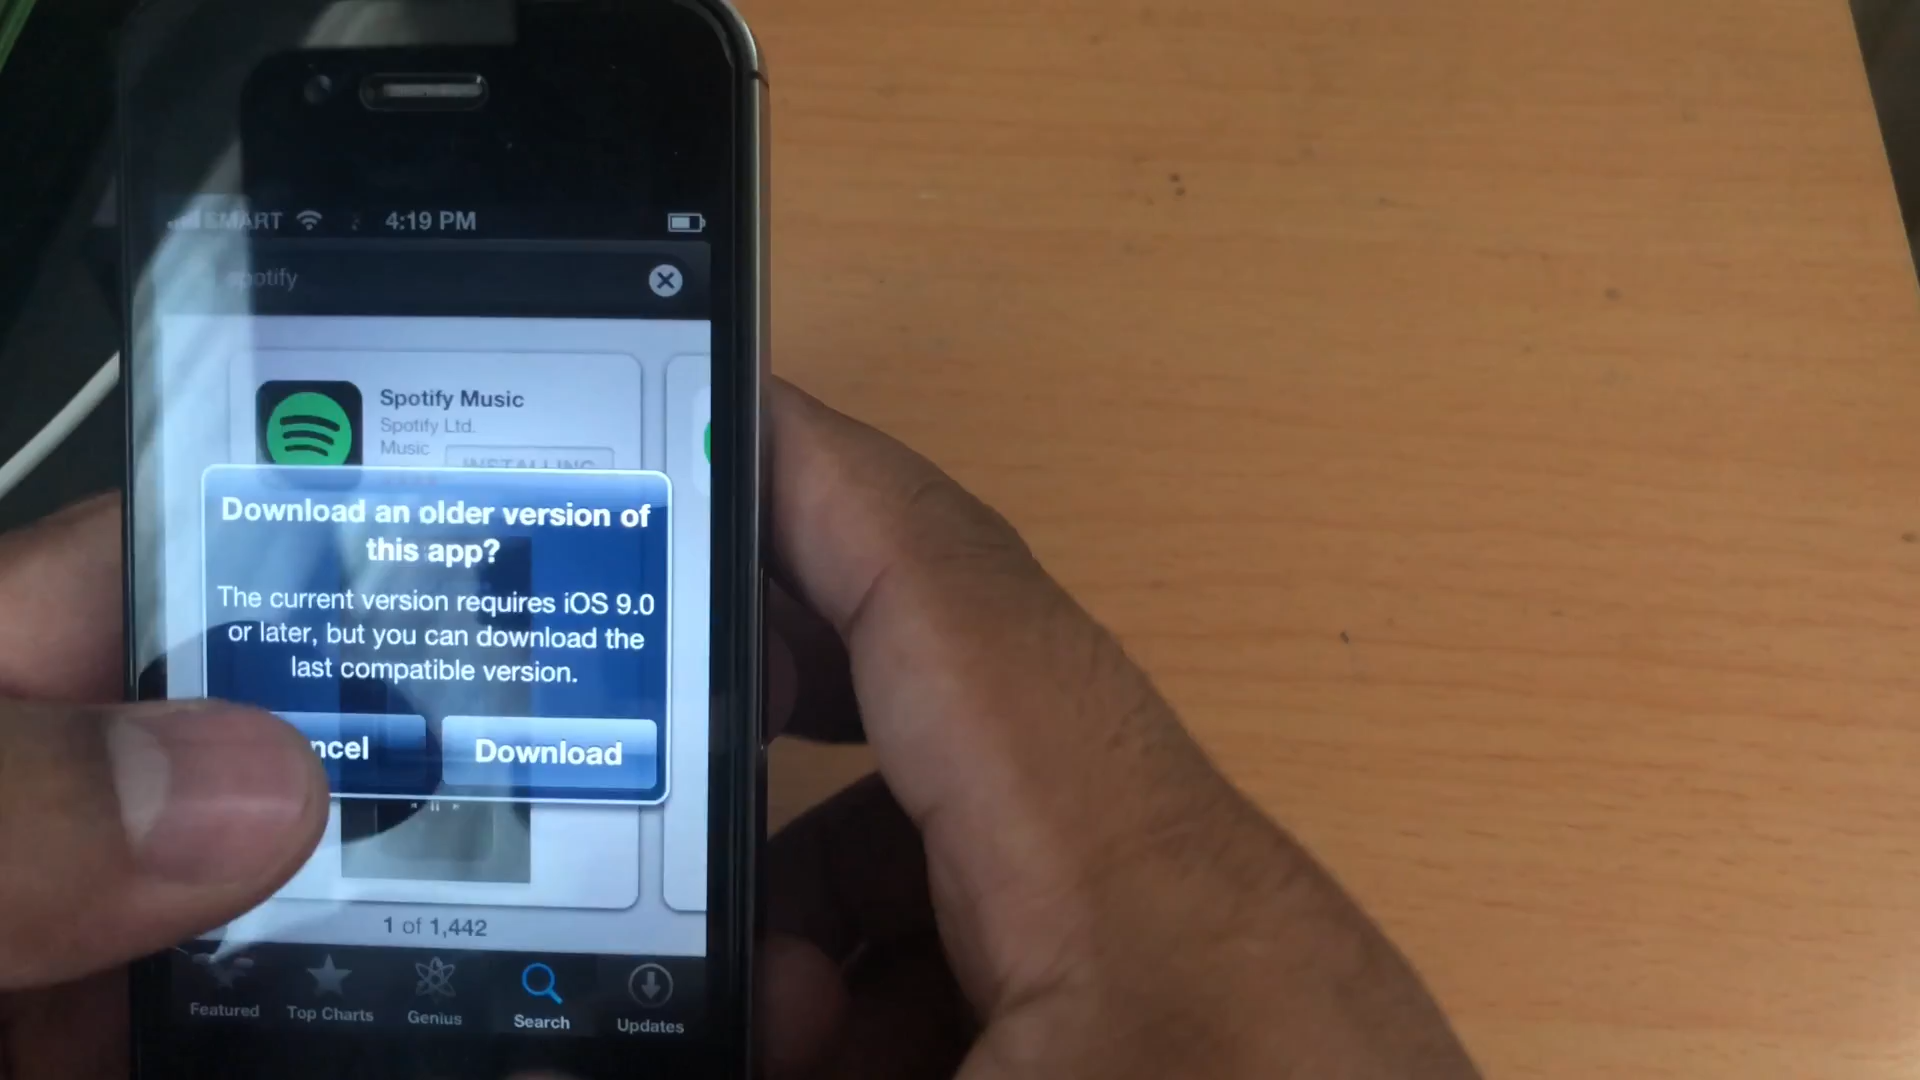 SMART 4:19 PM
spotify
Spotify Music
Spotify Ltd.
Music
INSTALLING
Download an older version of
this app?
The current version requires iOS 9.0
or later, but you can download the
last compatible version.
ncel Download
1 of 1,442
Featured Top Charts Genius Search Updates